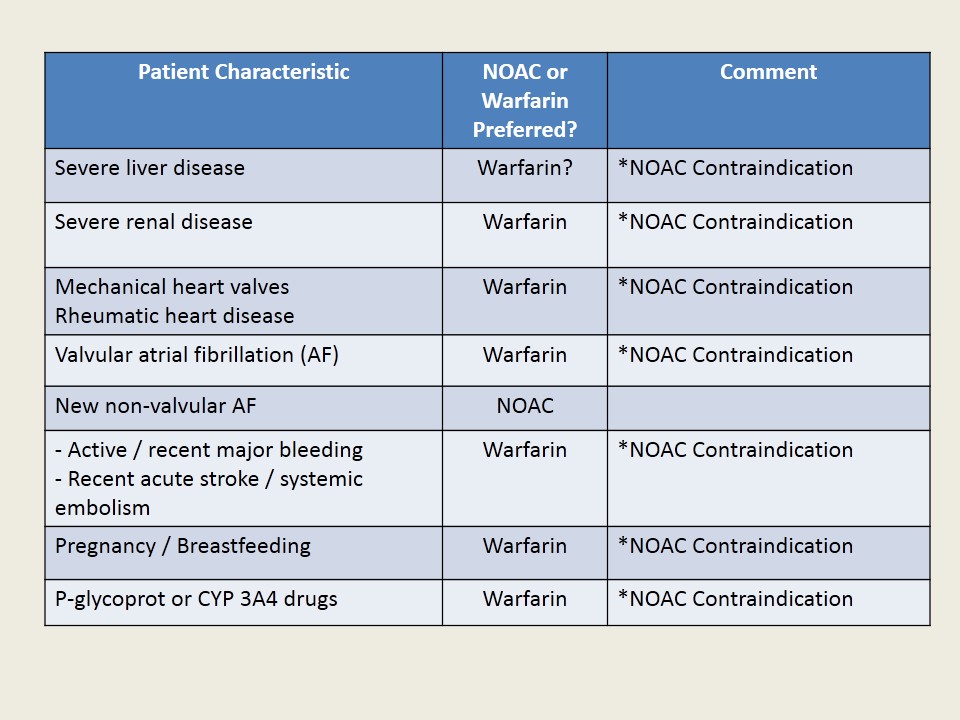 Patient Characteristic
NOAC or
Warfarin
Preferred?
Comment
Severe liver disease
Warfarin?
*NOAC Contraindication
Severe renal disease
Warfarin
*NOAC Contraindication
Mechanical heart valves
Rheumatic heart disease
Warfarin
*NOAC Contraindication
Valvular atrial fibrillation (AF)
Warfarin
*NOAC Contraindication
New non-valvular AF
NOAC
- Active / recent major bleeding
- Recent acute stroke / systemic
embolism
Warfarin
*NOAC Contraindication
Pregnancy / Breastfeeding
Warfarin
*NOAC Contraindication
P-glycoprot or CYP 3A4 drugs
Warfarin
*NOAC Contraindication